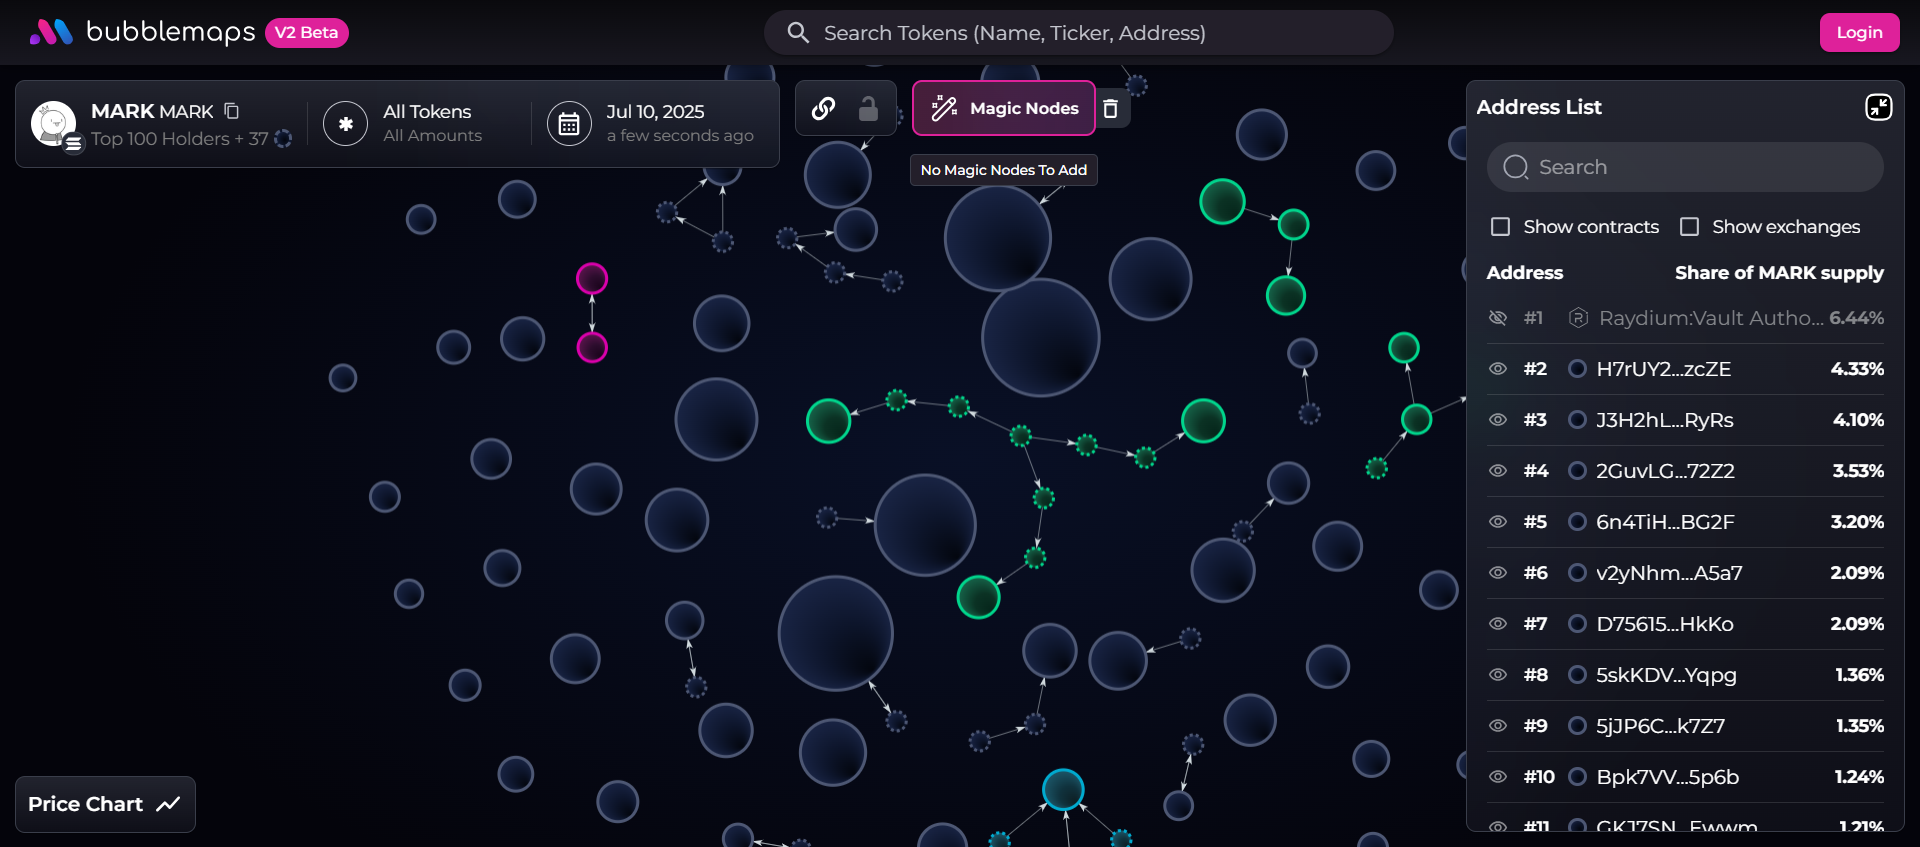 bubblemaps V2 Beta
Search Tokens (Name, Ticker, Address)
Login
MARK MARK
Top 100 Holders + 37
All Tokens
All Amounts
Jul 10, 2025
a few seconds ago
Magic Nodes
No Magic Nodes To Add
Address List
Search
Show contracts
Show exchanges
Address Share of MARK supply
#1 Raydium:Vault Autho... 6.44%
#2 H7rUY2...zcZE 4.33%
#3 J3H2hL...RyRs 4.10%
#4 2GuvLG...72Z2 3.53%
#5 6n4TiH...BG2F 3.20%
#6 v2yNhm...A5a7 2.09%
#7 D75615...HkKo 2.09%
#8 5skKDV...Yqpg 1.36%
#9 5jJP6C...k7Z7 1.35%
#10 Bpk7VV...5p6b 1.24%
#11 GKJ7SN...Ewwm 1.21%
Price Chart